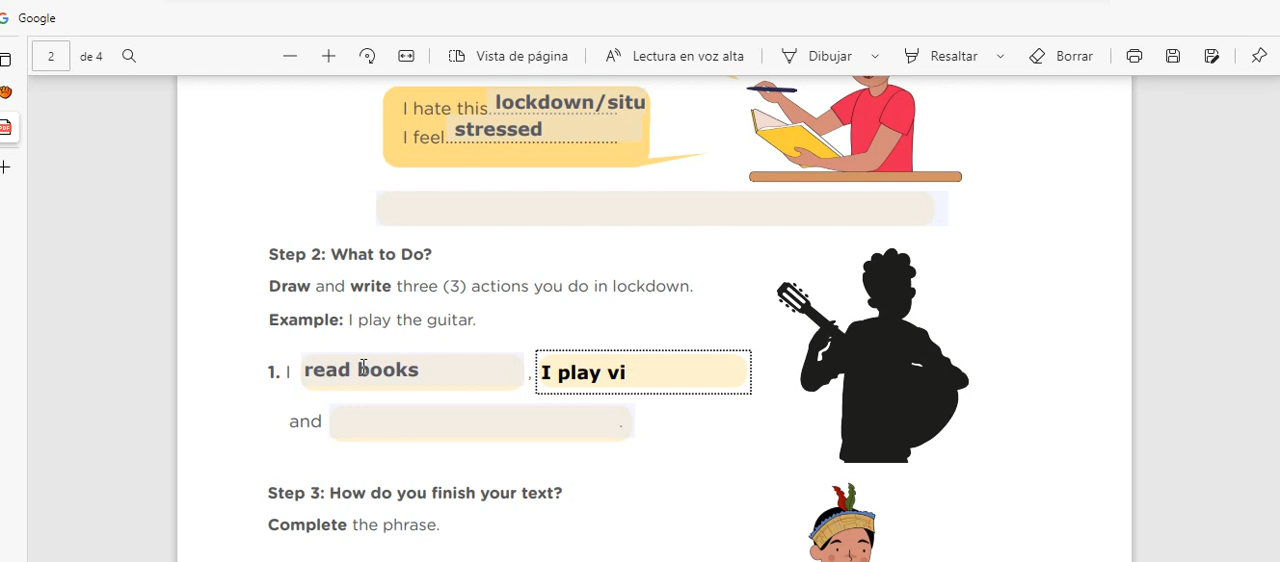 Google
2 de 4 Vista de página Lectura en voz alta Dibujar Resaltar Borrar
I hate this lockdown/situ
I feel stressed
Step 2: What to Do?
Draw and write three (3) actions you do in lockdown.
Example: I play the guitar.
1. I read books , I play vi
and .
Step 3: How do you finish your text?
Complete the phrase.